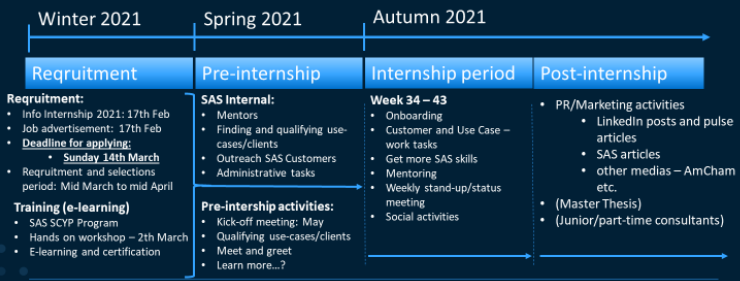 Winter 2021
Spring 2021
Autumn 2021
Reqruitment
Pre-internship
Internship period
Post-internship
Reqruitment:
• Info Internship 2021: 17th Feb
• Job advertisement: 17th Feb
• Deadline for applying:
• Sunday 14th March
• Reqruitment and selections
period: Mid March to mid April
Training (e-learning)
• SAS SCYP Program
• Hands on workshop – 2th March
• E-learning and certification
SAS Internal:
• Mentors
• Finding and qualifying use-
cases/clients
• Outreach SAS Customers
• Administrative tasks
Pre-intership activities:
• Kick-off meeting: May
• Qualifying use-cases/clients
• Meet and greet
• Learn more...?
Week 34 – 43
• Onboarding
• Customer and Use Case –
work tasks
• Get more SAS skills
• Mentoring
• Weekly stand-up/status
meeting
• Social activities
• PR/Marketing activities
• LinkedIn posts and pulse
articles
• SAS articles
• other medias – AmCham
etc.
• (Master Thesis)
• (Junior/part-time consultants)